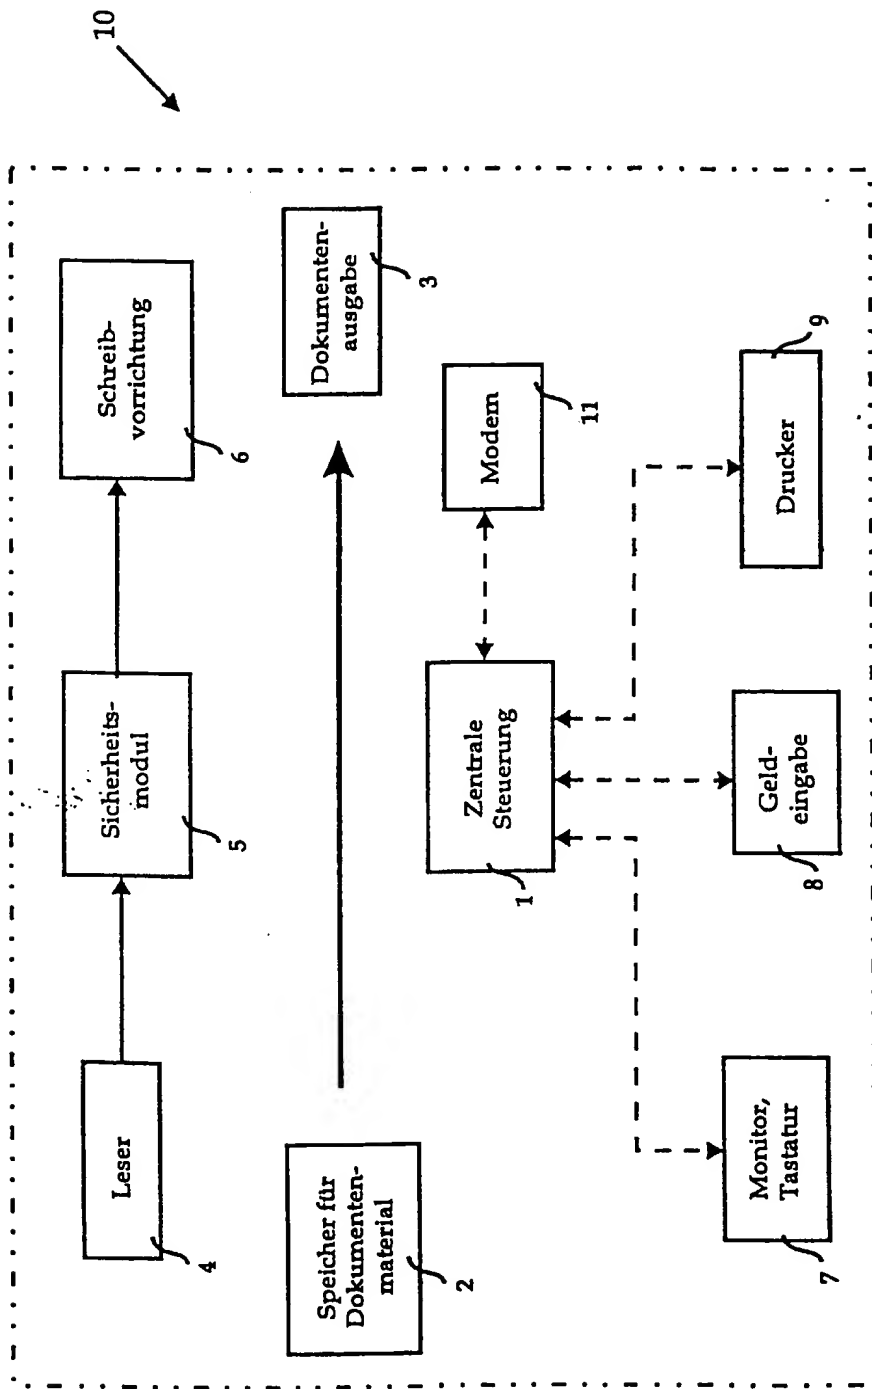 10
Leser
4
Sicherheits-
modul
5
Schreib-
vorrichtung
6
Speicher für
Dokumenten-
material
2
Dokumenten-
ausgabe
3
Zentrale
Steuerung
1
Modem
11
Monitor,
Tastatur
7
Geld-
eingabe
8
Drucker
9